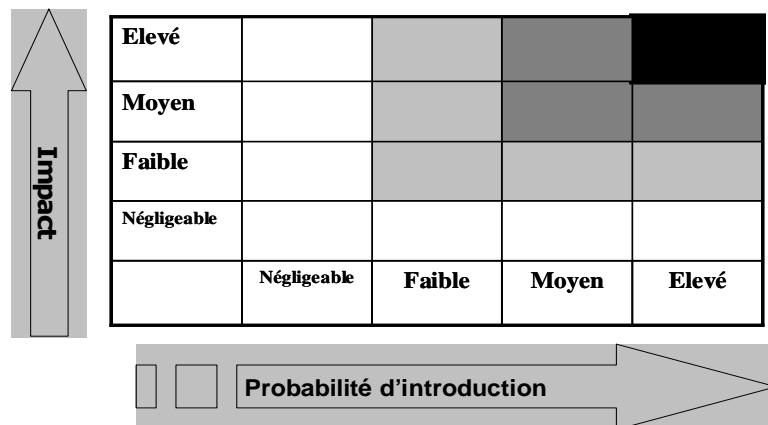 Elevé
Moyen
Faible
Négligeable
Négligeable Faible Moyen Elevé
Impact
Probabilité d'introduction